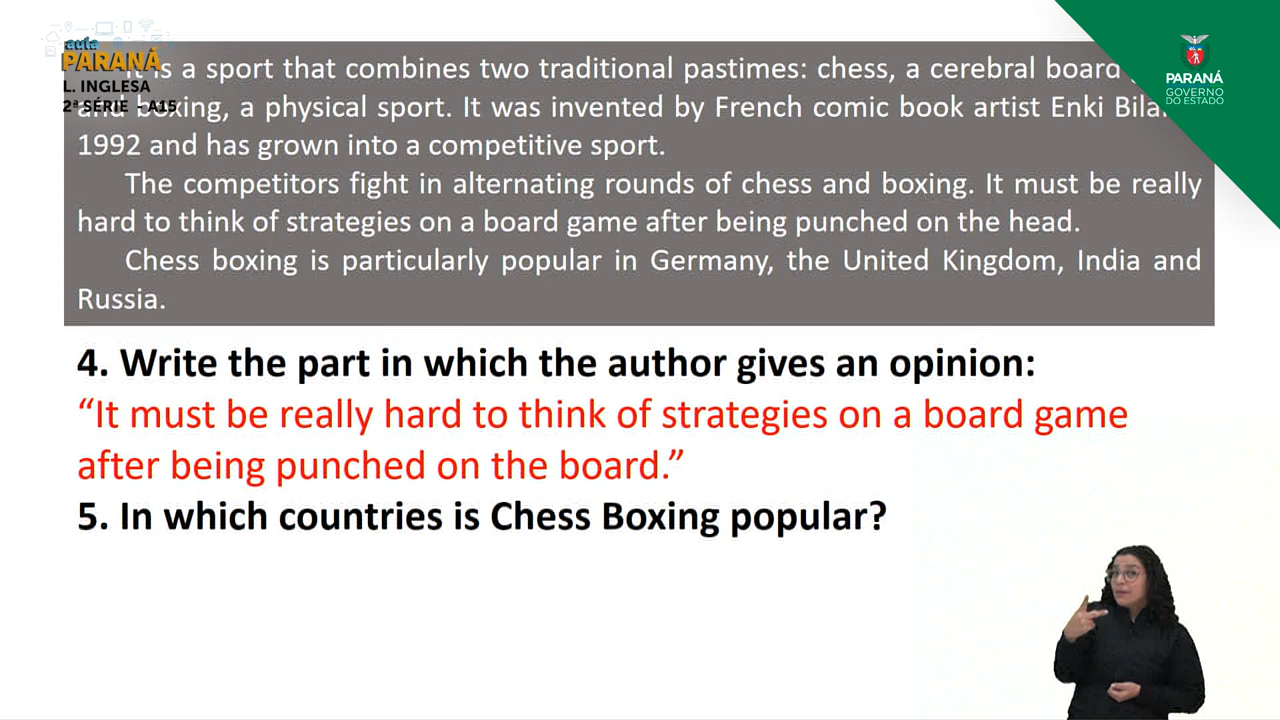 aula
PARANÁ
L. INGLESA
2ª SÉRIE - A15
PARANÁ
GOVERNO
DO ESTADO
It is a sport that combines two traditional pastimes: chess, a cerebral board
and boxing, a physical sport. It was invented by French comic book artist Enki
1992 and has grown into a competitive sport.
The competitors fight in alternating rounds of chess and boxing. It must be really
hard to think of strategies on a board game after being punched on the head.
Chess boxing is particularly popular in Germany, the United Kingdom, India and
Russia.
4. Write the part in which the author gives an opinion:
“It must be really hard to think of strategies on a board game
after being punched on the board.”
5. In which countries is Chess Boxing popular?